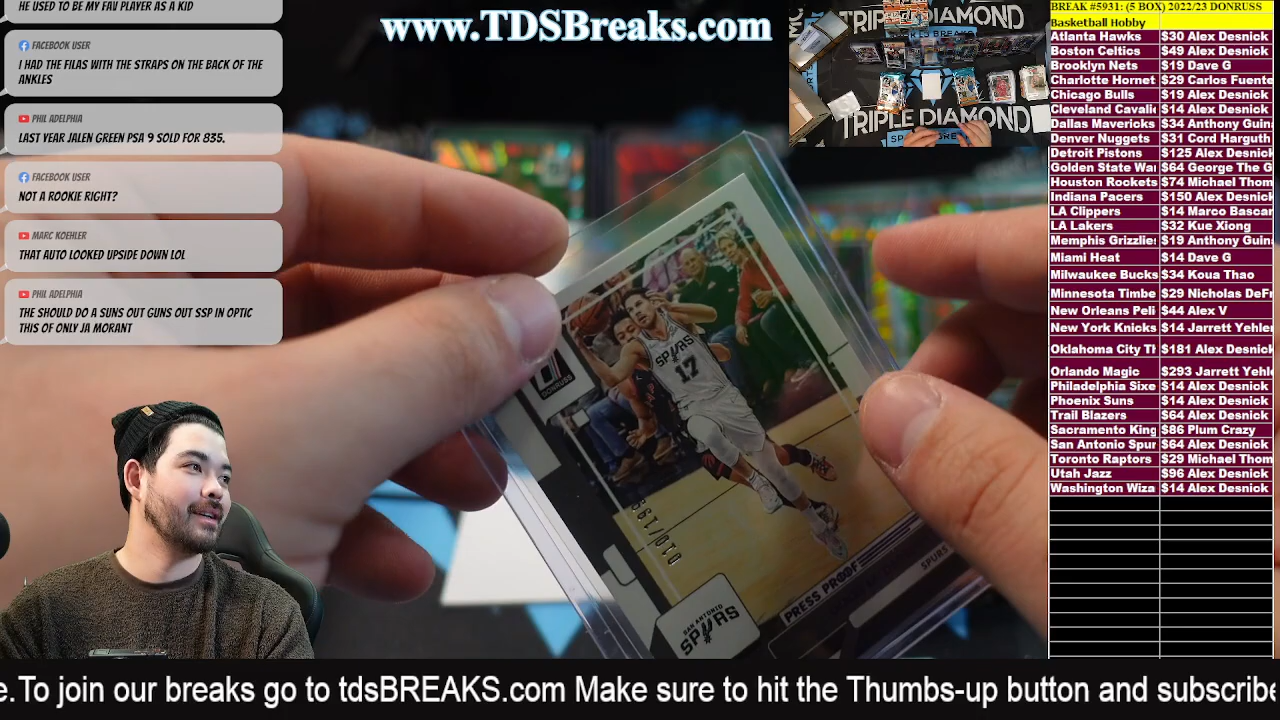 HE USED TO BE MY FAV PLAYER AS A KID
FACEBOOK USER
I HAD THE FILAS WITH THE STRAPS ON THE BACK OF THE
ANKLES
PHIL ADELPHIA
LAST YEAR JALEN GREEN PSA 9 SOLD FOR 835.
FACEBOOK USER
NOT A ROOKIE RIGHT?
MARC KOEHLER
THAT AUTO LOOKED UPSIDE DOWN LOL
PHIL ADELPHIA
THE SHOULD DO A SUNS OUT GUNS OUT SSP IN OPTIC
THIS OF ONLY JA MORANT
www.TDSBreaks.com
TRIPLE DIAMOND
TRIPLE DIAMOND
DONRUSS
SPURS
17
010/199
SAN ANTONIO
SPURS
PRESS PROOF
SPURS
BREAK #5931: (5 BOX) 2022/23 DONRUSS
Basketball Hobby
Atlanta Hawks $30 Alex Desnick
Boston Celtics $49 Alex Desnick
Brooklyn Nets $19 Dave G
Charlotte Hornet $29 Carlos Fuente
Chicago Bulls $19 Alex Desnick
Cleveland Cavalie $14 Alex Desnick
Dallas Mavericks $34 Anthony Guin
Denver Nuggets $31 Cord Harguth
Detroit Pistons $125 Alex Desnick
Golden State War $64 George The G
Houston Rockets $74 Michael Thom
Indiana Pacers $150 Alex Desnick
LA Clippers $14 Marco Bascar
LA Lakers $32 Kue Xiong
Memphis Grizzlies $19 Anthony Guin
Miami Heat $14 Dave G
Milwaukee Bucks $34 Koua Thao
Minnesota Timbe $29 Nicholas DeFr
New Orleans Peli $44 Alex V
New York Knicks $14 Jarrett Yehle
Oklahoma City Th $181 Alex Desnick
Orlando Magic $293 Jarrett Yehle
Philadelphia Sixe $14 Alex Desnick
Phoenix Suns $14 Alex Desnick
Trail Blazers $64 Alex Desnick
Sacramento King $86 Plum Crazy
San Antonio Spur $64 Alex Desnick
Toronto Raptors $29 Michael Thom
Utah Jazz $96 Alex Desnick
Washington Wiza $14 Alex Desnick
e.To join our breaks go to tdsBREAKS.com Make sure to hit the Thumbs-up button and subscribe